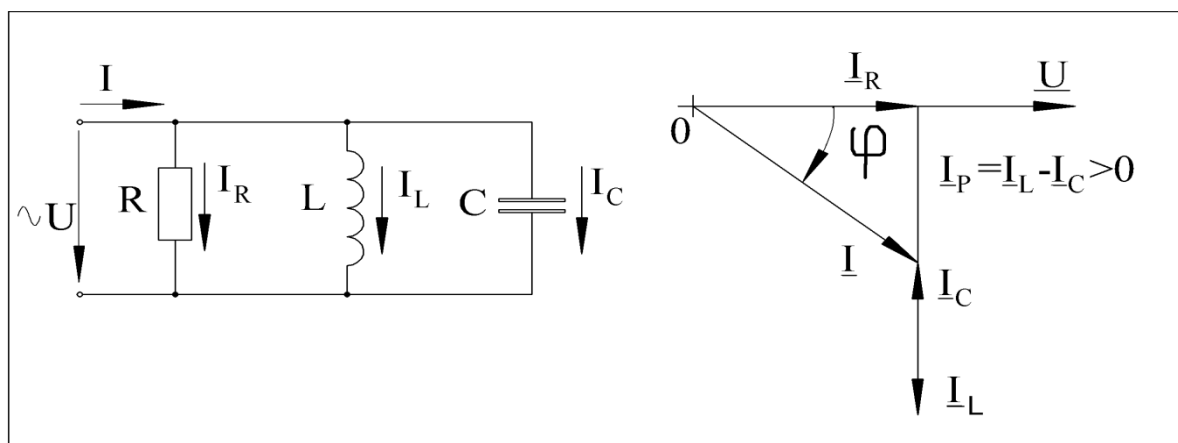 I
~U
R
I_R
L
I_L
C
I_C
I_R
U
0
φ
I_P=I_L-I_C>0
I
I_C
I_L